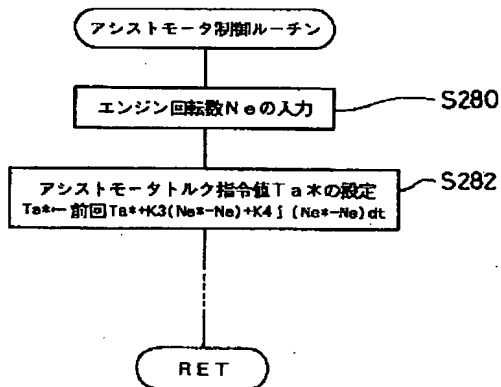 アシストモータ制御ルーチン
エンジン回転数Neの入力
S280
アシストモータトルク指令値Ta*の設定
S282
Ta*←前回Ta*+K3(Ne*-Ne)+K4∫(Ne*-Ne)dt
RET